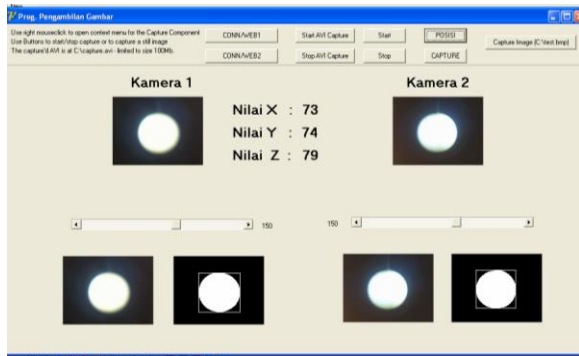 Prog. Pengambilan Gambar
Use right mouseclick to open context menu for the Capture Component
Use Buttons to start/stop capture or to capture a still image
The capture'd AVI is at C:\capture.avi - limited to size 100Mb.
CONN/WEB1
Start AVI Capture
Start
POSISI
Capture Image (C:\test.bmp)
CONN/WEB2
Stop AVI Capture
Stop
CAPTURE
Kamera 1
Kamera 2
Nilai X : 73
Nilai Y : 74
Nilai Z : 79
150
150